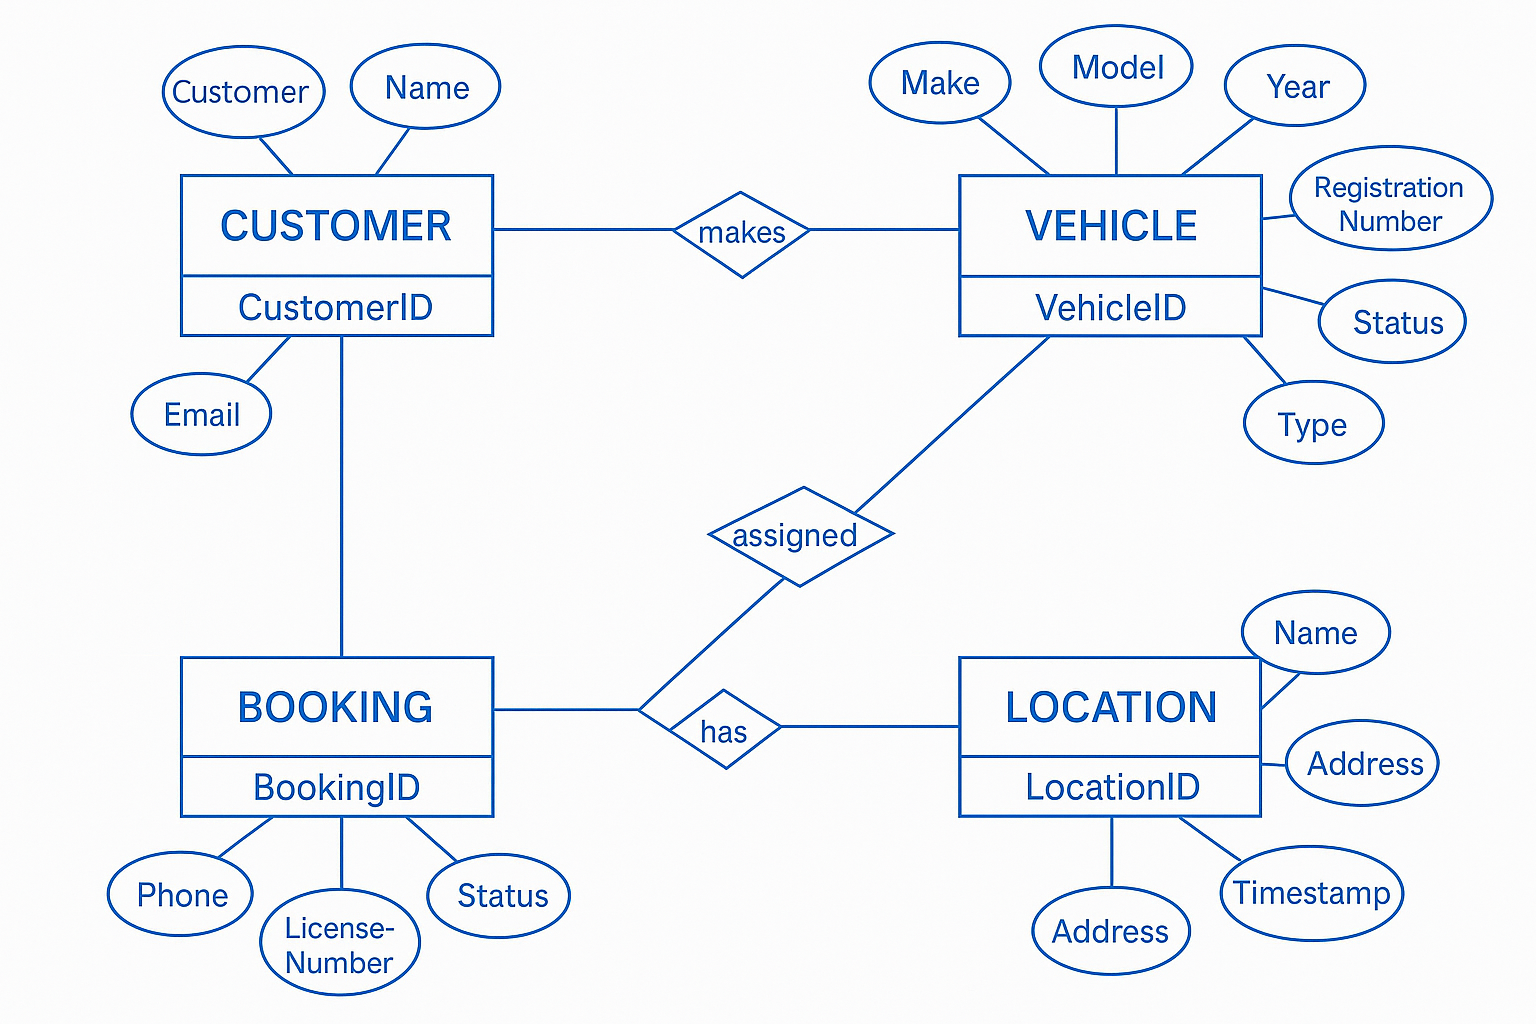 Customer
Name
Make
Model
Year
Registration
Number
CUSTOMER
makes
VEHICLE
CustomerID
VehicleID
Status
Email
Type
assigned
Name
BOOKING
has
LOCATION
Address
BookingID
LocationID
Phone
License-
Number
Status
Address
Timestamp